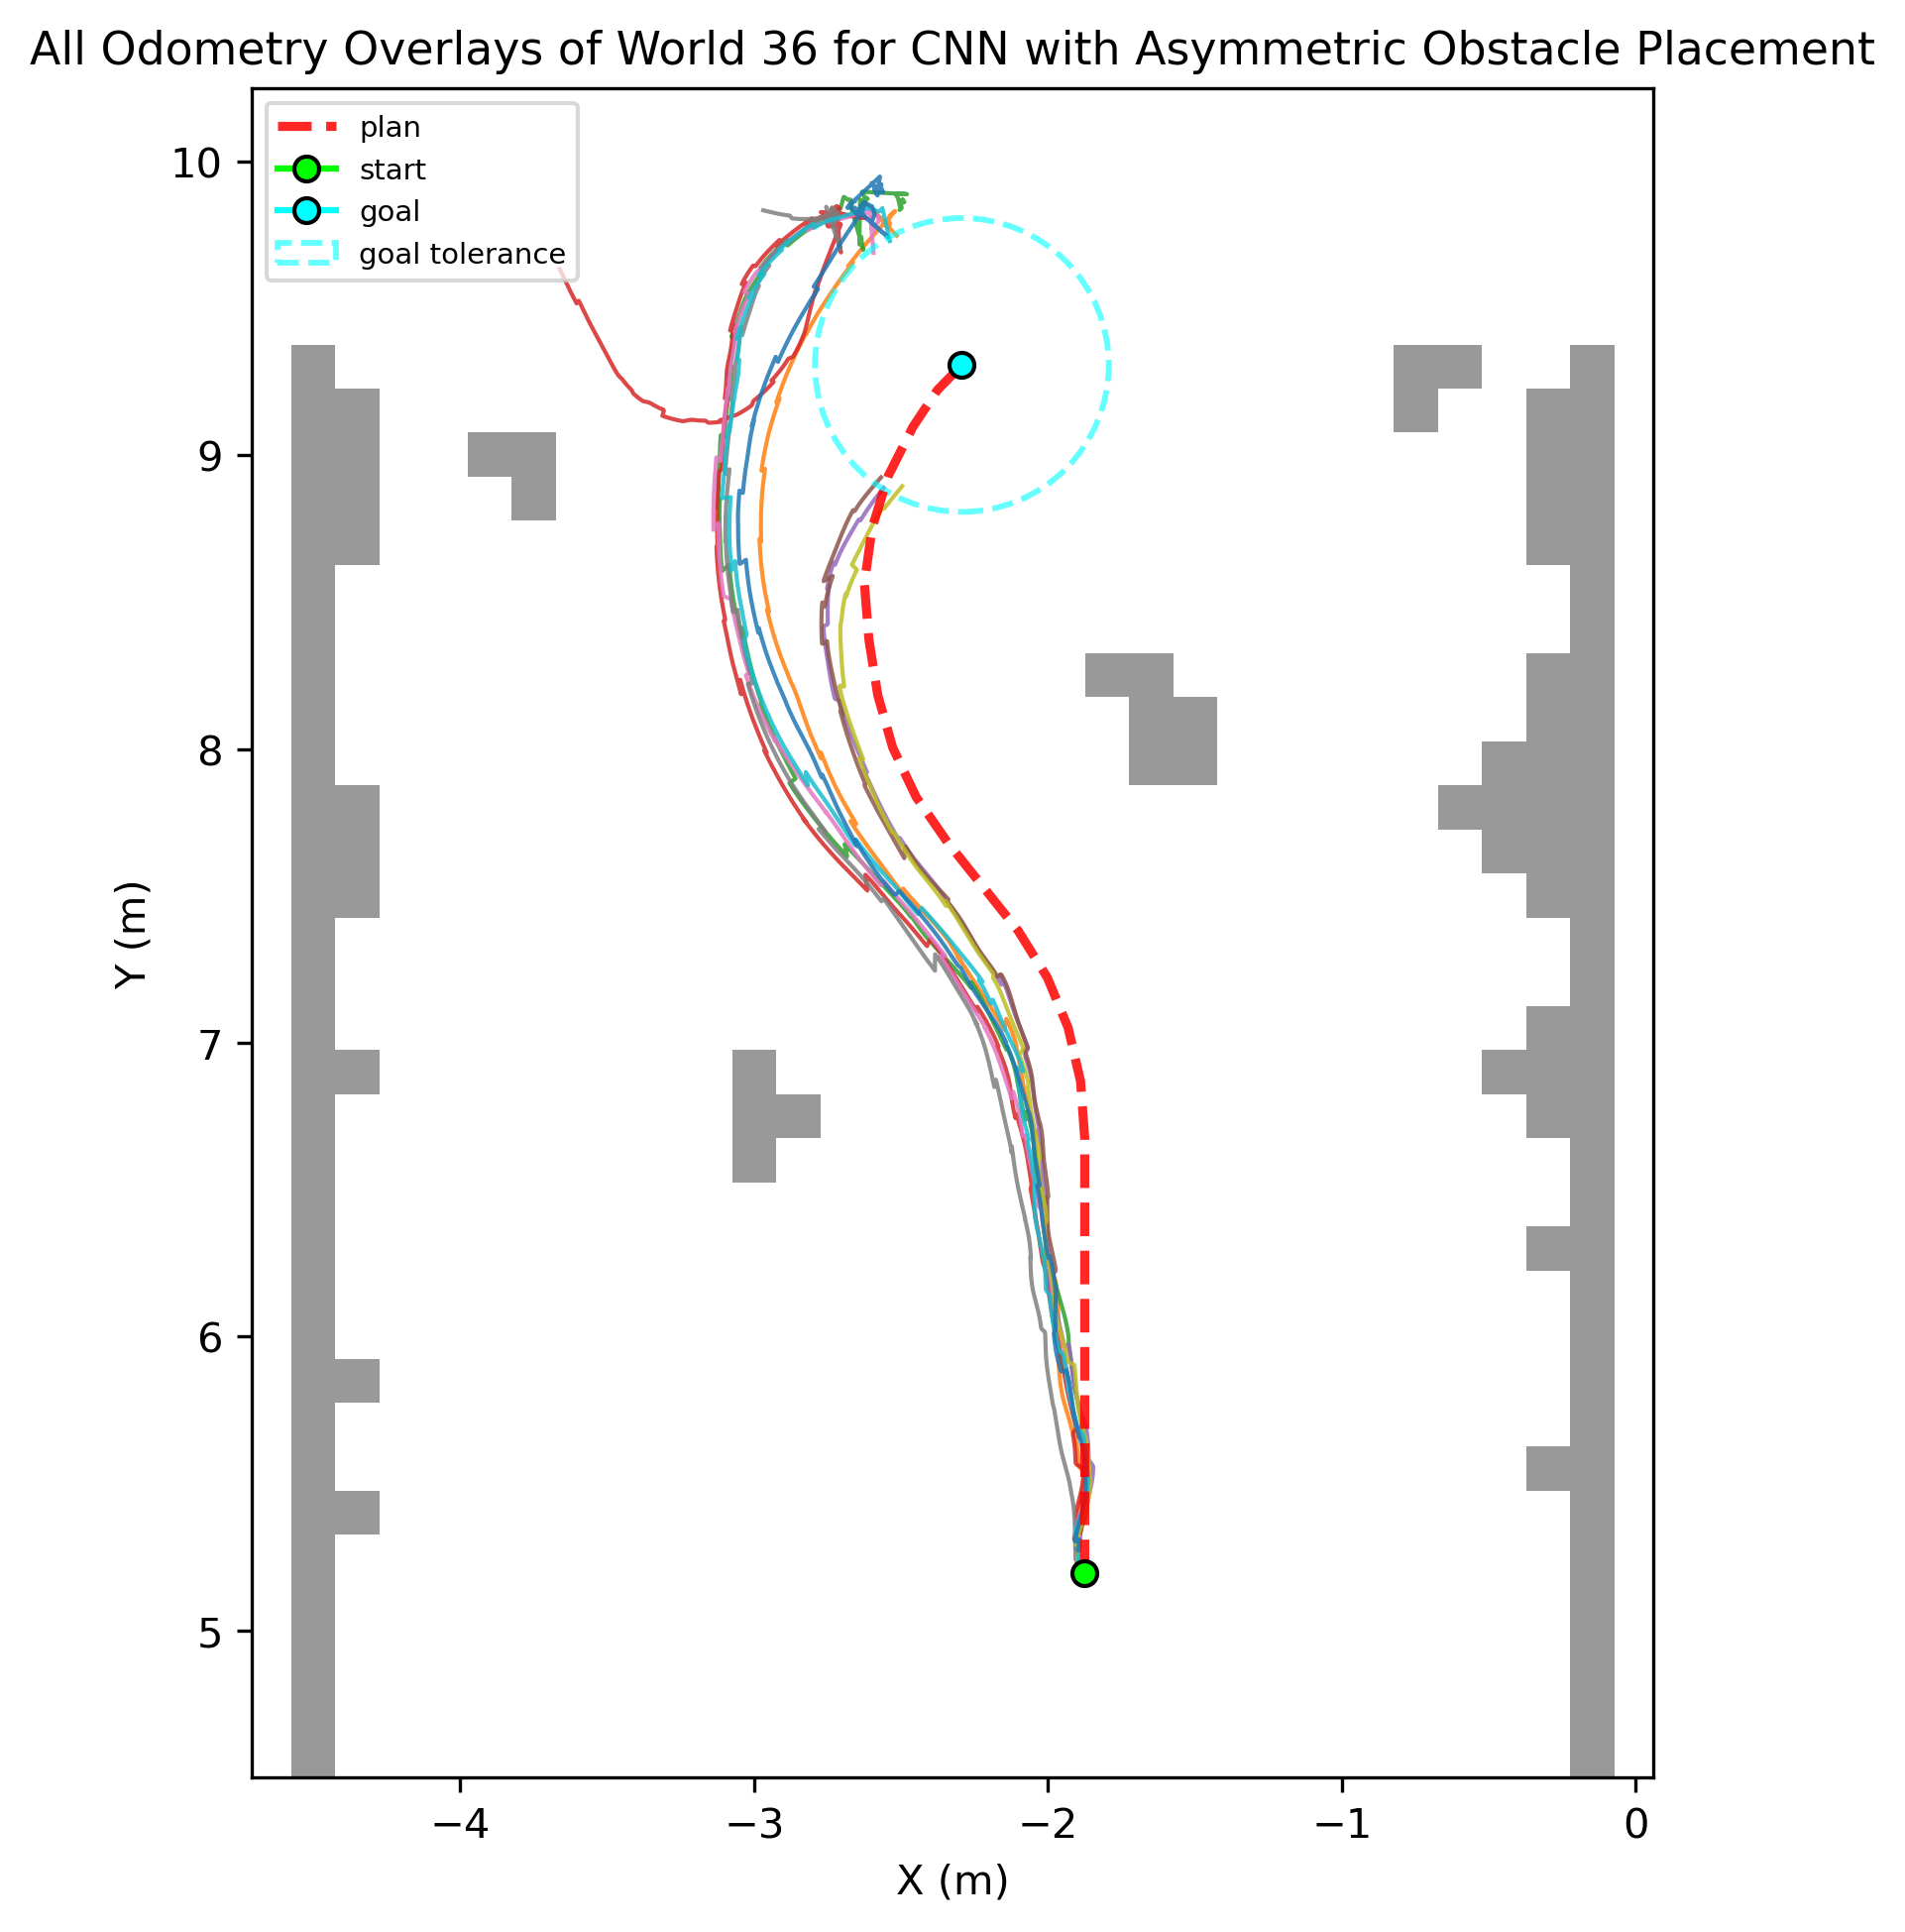 All Odometry Overlays of World 36 for CNN with Asymmetric Obstacle Placement
plan
start
goal
goal tolerance
10
9
8
7
6
5
Y (m)
−4 −3 −2 −1 0
X (m)